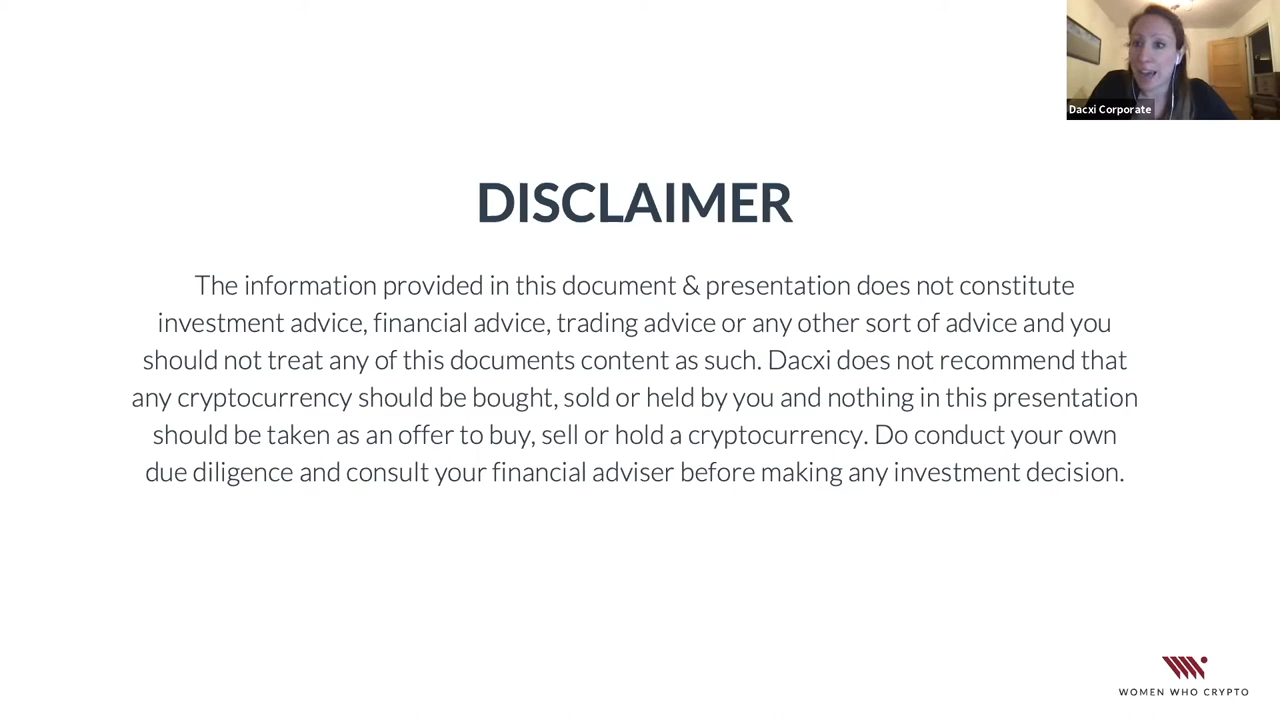 Dacxi Corporate
DISCLAIMER
The information provided in this document & presentation does not constitute
investment advice, financial advice, trading advice or any other sort of advice and you
should not treat any of this documents content as such. Dacxi does not recommend that
any cryptocurrency should be bought, sold or held by you and nothing in this presentation
should be taken as an offer to buy, sell or hold a cryptocurrency. Do conduct your own
due diligence and consult your financial adviser before making any investment decision.
WOMEN WHO CRYPTO